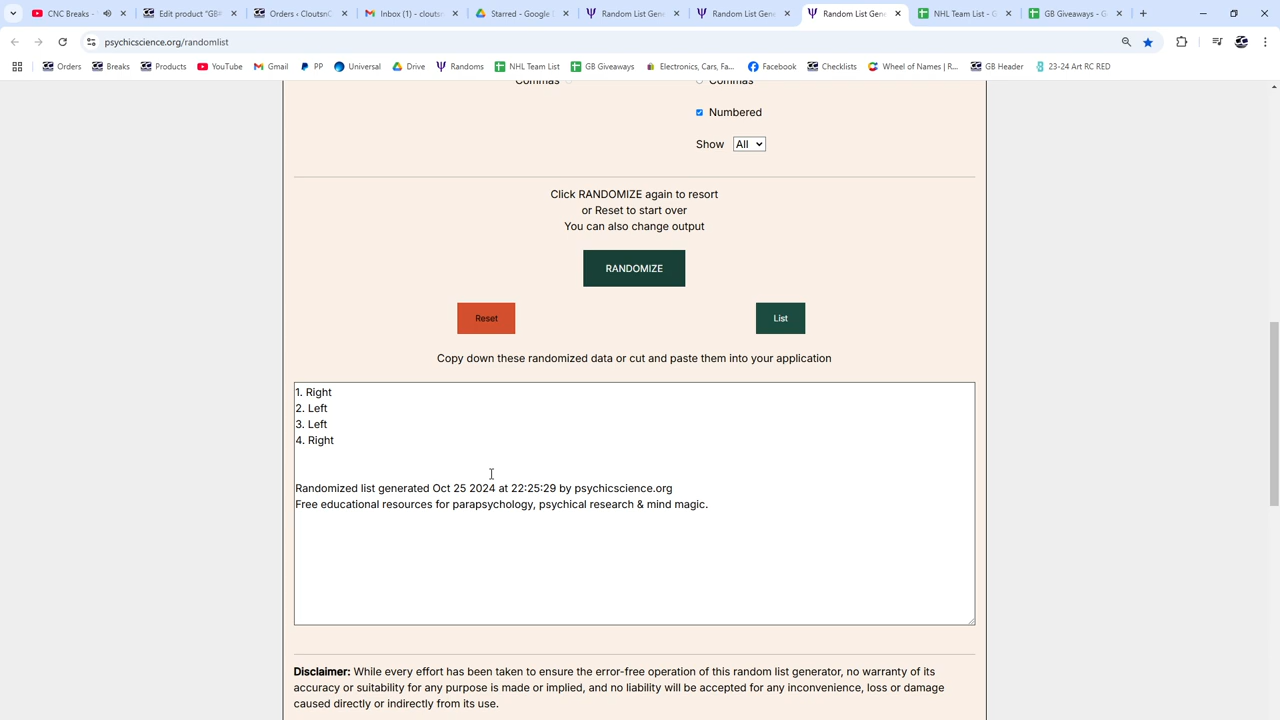 CNC Breaks
Edit product "GB#
Orders ‹ CloutsnC
Inbox (1) - clouts
Starred - Google D
Random List Gene
Random List Gene
Random List Gene
NHL Team List - G
GB Giveaways - G
psychicscience.org/randomlist
Orders
Breaks
Products
YouTube
Gmail
PP
Universal
Drive
Randoms
NHL Team List
GB Giveaways
Electronics, Cars, Fa...
Facebook
Checklists
Wheel of Names | R...
GB Header
23-24 Art RC RED
Commas
Commas
Numbered
Show All
Click RANDOMIZE again to resort
or Reset to start over
You can also change output
RANDOMIZE
Reset
List
Copy down these randomized data or cut and paste them into your application
1. Right
2. Left
3. Left
4. Right
Randomized list generated Oct 25 2024 at 22:25:29 by psychicscience.org
Free educational resources for parapsychology, psychical research & mind magic.
Disclaimer: While every effort has been taken to ensure the error-free operation of this random list generator, no warranty of its
accuracy or suitability for any purpose is made or implied, and no liability will be accepted for any inconvenience, loss or damage
caused directly or indirectly from its use.